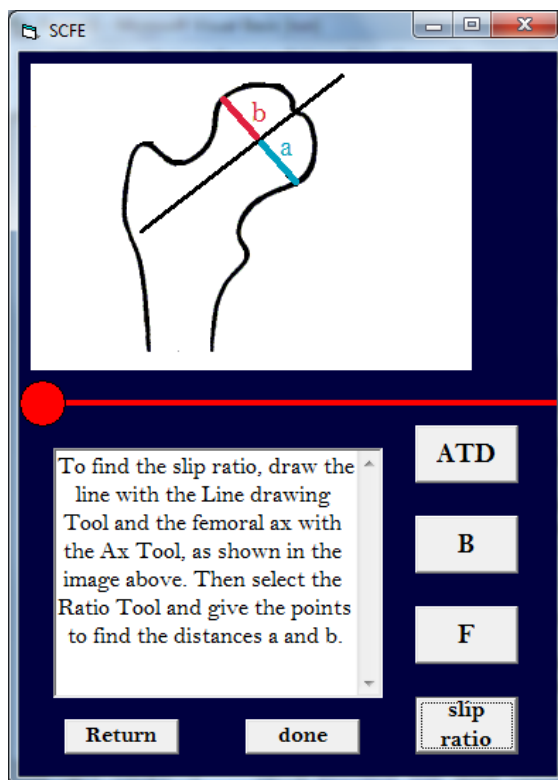 SCFE
b
a
To find the slip ratio, draw the
line with the Line drawing
Tool and the femoral ax with
the Ax Tool, as shown in the
image above. Then select the
Ratio Tool and give the points
to find the distances a and b.
ATD
B
F
slip
ratio
Return
done